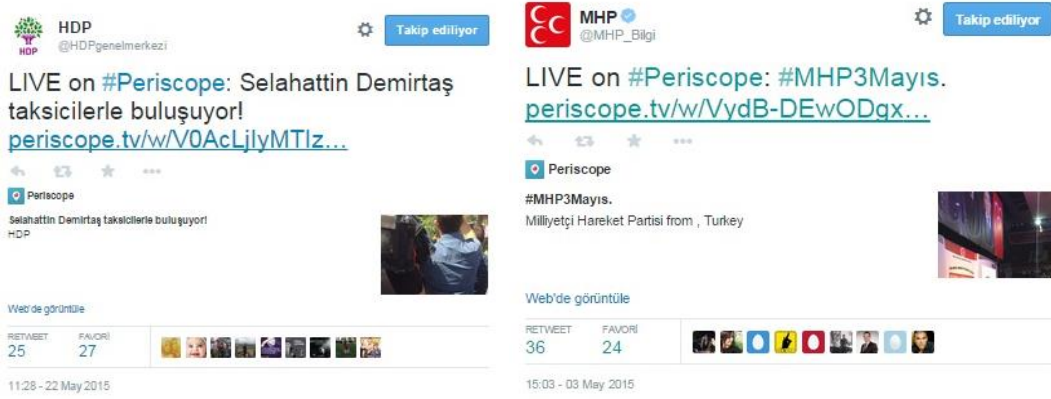 HDP
HDP
@HDPgenelmerkezi
Takip ediliyor
LIVE on #Periscope: Selahattin Demirtaş
taksicilerle buluşuyor!
periscope.tv/w/V0AcLjIyMTIz...
Periscope
Selahattin Demirtaş taksicilerle buluşuyor!
HDP
Web'de görüntüle
RETWEET FAVORİ
25 27
11:28 - 22 May 2015
MHP
@MHP_Bilgi
Takip ediliyor
LIVE on #Periscope: #MHP3Mayıs.
periscope.tv/w/VydB-DEwODgx...
Periscope
#MHP3Mayıs.
Milliyetçi Hareket Partisi from , Turkey
Web'de görüntüle
RETWEET FAVORİ
36 24
15:03 - 03 May 2015